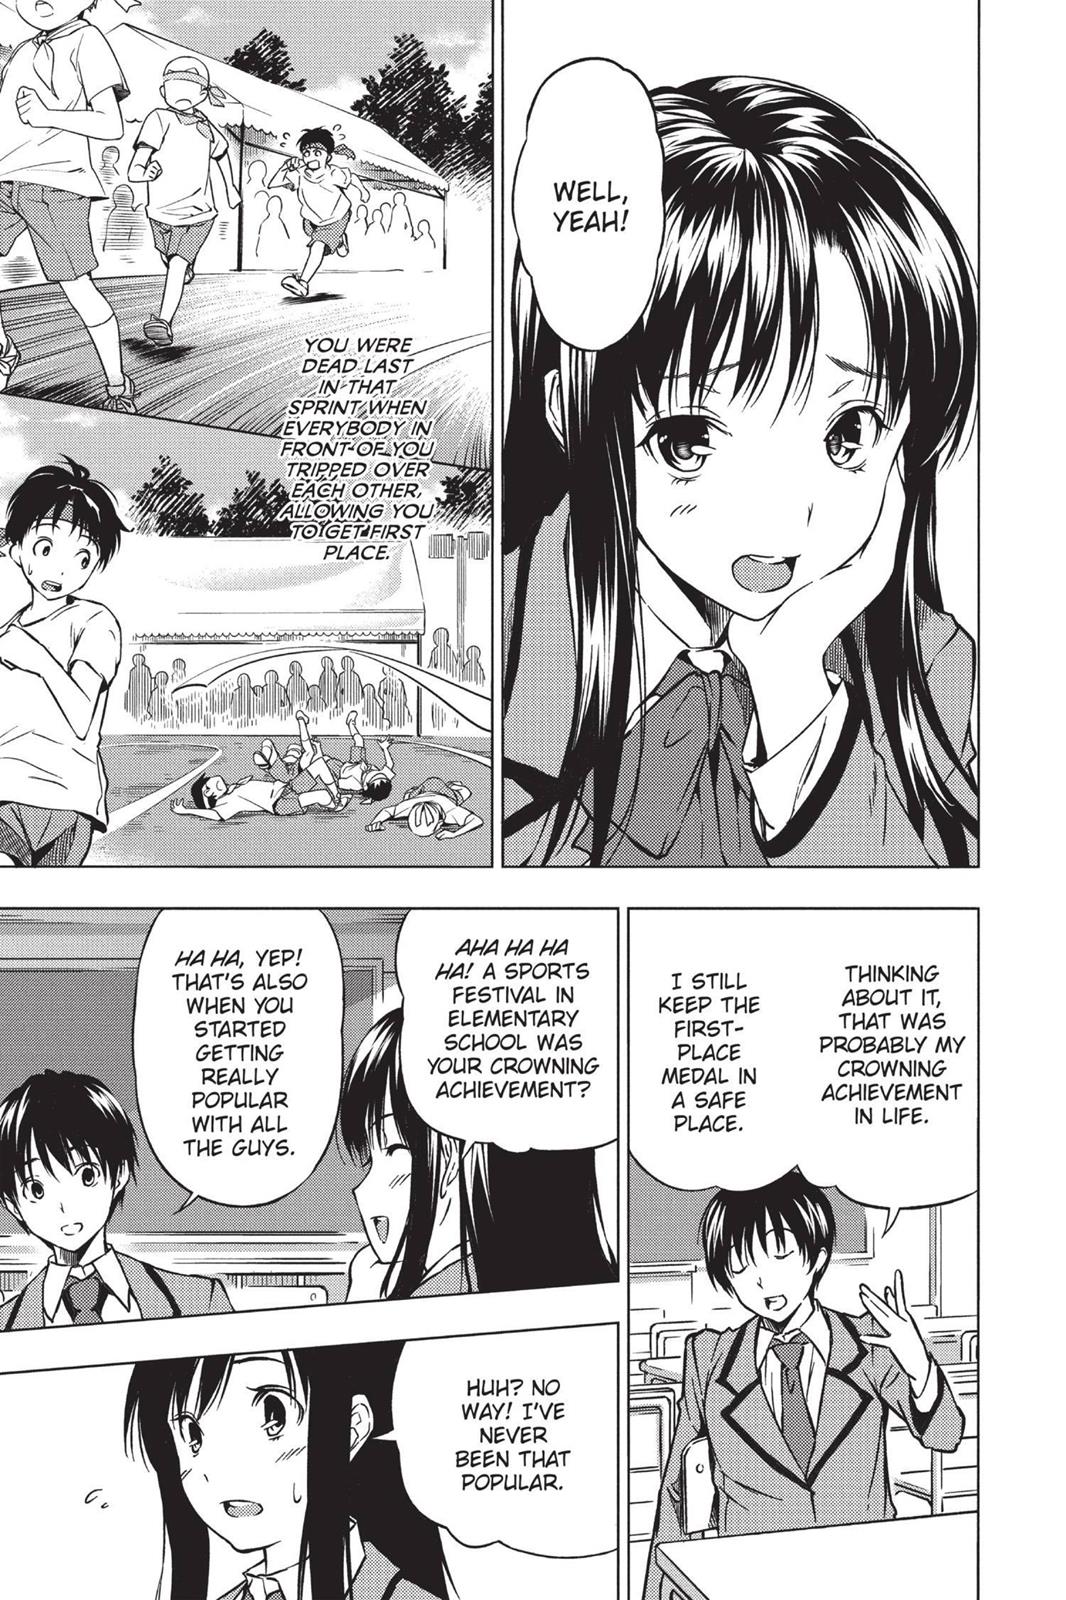 WELL,
YEAH!
YOU WERE
DEAD LAST
IN THAT
SPRINT WHEN
EVERYBODY IN
FRONT OF YOU
TRIPPED OVER
EACH OTHER,
ALLOWING YOU
TO GET FIRST
PLACE.
THINKING
ABOUT IT,
THAT WAS
PROBABLY MY
CROWNING
ACHIEVEMENT
IN LIFE.
I STILL
KEEP THE
FIRST-
PLACE
MEDAL IN
A SAFE
PLACE.
AHA HA HA
HA! A SPORTS
FESTIVAL IN
ELEMENTARY
SCHOOL WAS
YOUR CROWNING
ACHIEVEMENT?
HA HA, YEP!
THAT'S ALSO
WHEN YOU
STARTED
GETTING
REALLY
POPULAR
WITH ALL
THE GUYS.
HUH? NO
WAY! I'VE
NEVER
BEEN THAT
POPULAR.